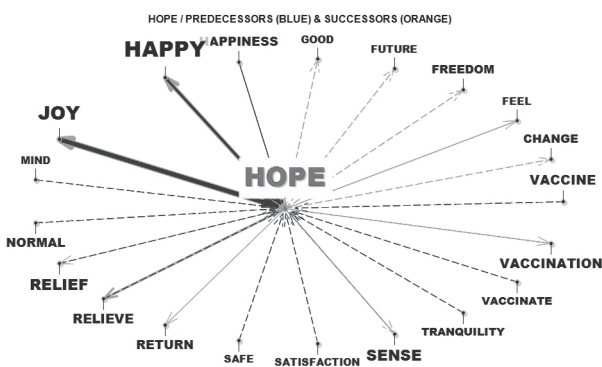 HOPE / PREDECESSORS (BLUE) & SUCCESSORS (ORANGE)
HAPPY
HAPPINESS
GOOD
FUTURE
FREEDOM
FEEL
JOY
CHANGE
MIND
HOPE
VACCINE
NORMAL
VACCINATION
RELIEF
VACCINATE
RELIEVE
TRANQUILITY
RETURN
SAFE
SATISFACTION
SENSE